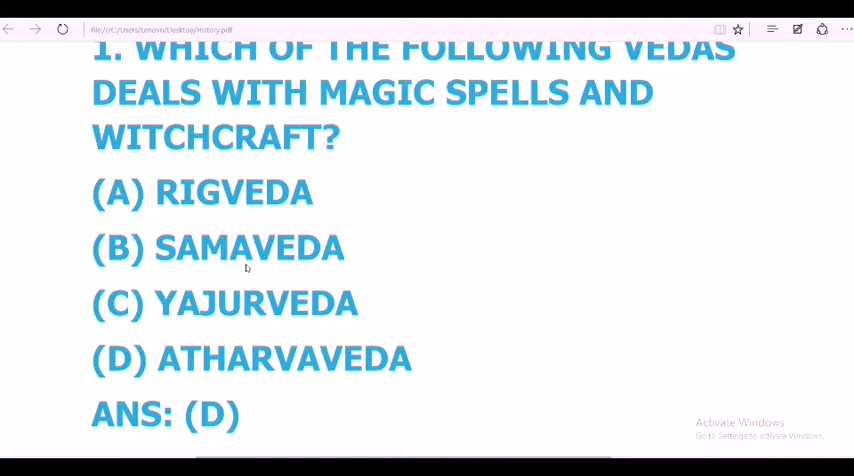 file:///C:/Users/Lenovo/Desktop/History.pdf
1. WHICH OF THE FOLLOWING VEDAS
DEALS WITH MAGIC SPELLS AND
WITCHCRAFT?
(A) RIGVEDA
(B) SAMAVEDA
(C) YAJURVEDA
(D) ATHARVAVEDA
ANS: (D)
Activate Windows
Go to Settings to activate Windows.